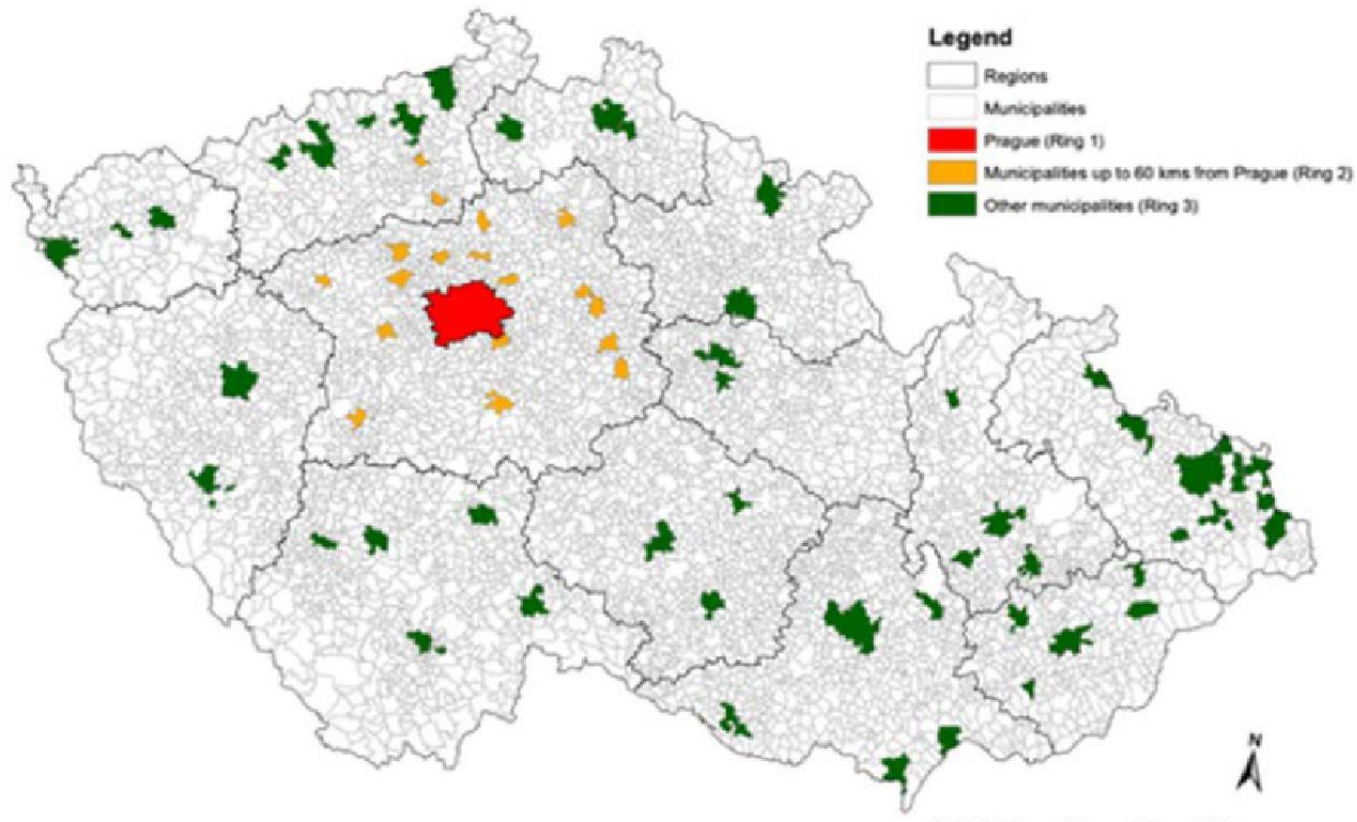 Legend
Regions
Municipalities
Prague (Ring 1)
Municipalities up to 60 kms from Prague (Ring 2)
Other municipalities (Ring 3)
N